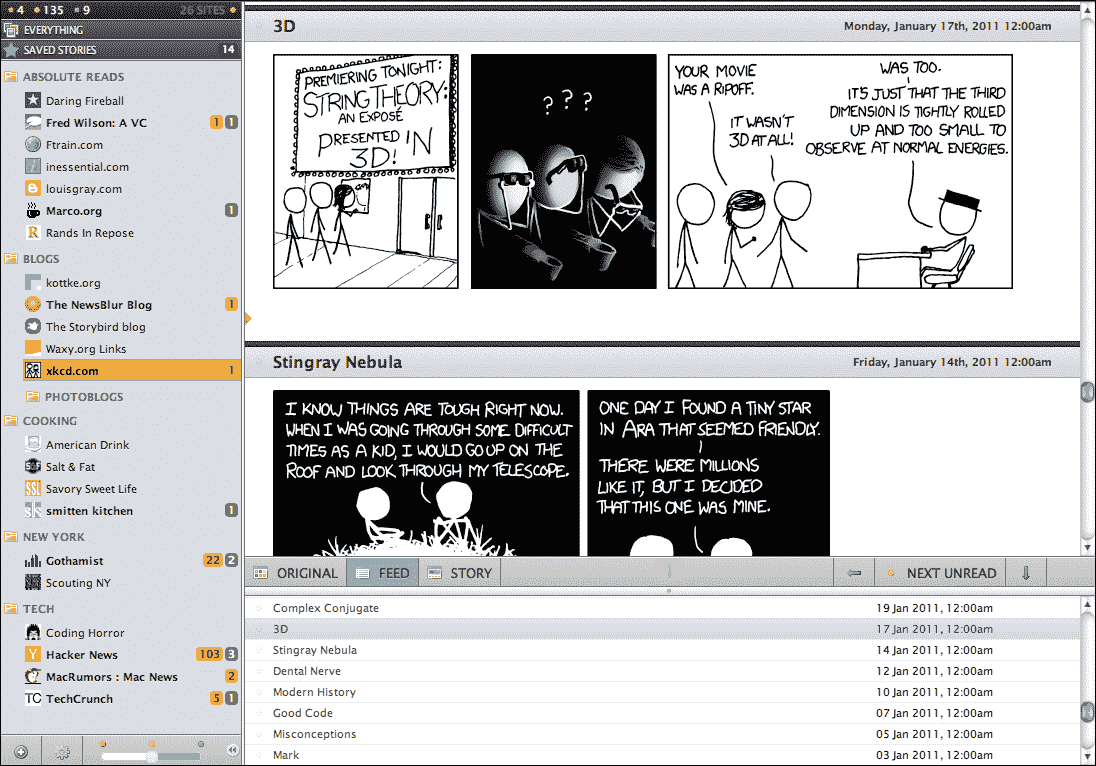 4 135 9 26 SITES
EVERYTHING
SAVED STORIES 14
ABSOLUTE READS
Daring Fireball
Fred Wilson: A VC 1 1
Ftrain.com
inessential.com
louisgray.com
Marco.org 1
R Rands In Repose
BLOGS
kottke.org
The NewsBlur Blog 1
The Storybird blog
Waxy.org Links
xkcd.com 1
PHOTOBLOGS
COOKING
American Drink
S&F Salt & Fat
SSL Savory Sweet Life
sk smitten kitchen 1
NEW YORK
Gothamist 22 2
Scouting NY
TECH
Coding Horror
Y Hacker News 103 3
MacRumors : Mac News 2
TC TechCrunch 5 1
3D Monday, January 17th, 2011 12:00am
PREMIERING TONIGHT:
STRING THEORY:
AN EXPOSÉ
PRESENTED IN
3D!
? ? ?
YOUR MOVIE
WAS A RIPOFF.
IT WASN'T
3D AT ALL!
WAS TOO.
IT'S JUST THAT THE THIRD
DIMENSION IS TIGHTLY ROLLED
UP AND TOO SMALL TO
OBSERVE AT NORMAL ENERGIES.
Stingray Nebula Friday, January 14th, 2011 12:00am
I KNOW THINGS ARE TOUGH RIGHT NOW.
WHEN I WAS GOING THROUGH SOME DIFFICULT
TIMES AS A KID, I WOULD GO UP ON THE
ROOF AND LOOK THROUGH MY TELESCOPE.
ONE DAY I FOUND A TINY STAR
IN ARA THAT SEEMED FRIENDLY.
THERE WERE MILLIONS
LIKE IT, BUT I DECIDED
THAT THIS ONE WAS MINE.
ORIGINAL FEED STORY NEXT UNREAD
Complex Conjugate 19 Jan 2011, 12:00am
3D 17 Jan 2011, 12:00am
Stingray Nebula 14 Jan 2011, 12:00am
Dental Nerve 12 Jan 2011, 12:00am
Modern History 10 Jan 2011, 12:00am
Good Code 07 Jan 2011, 12:00am
Misconceptions 05 Jan 2011, 12:00am
Mark 03 Jan 2011, 12:00am